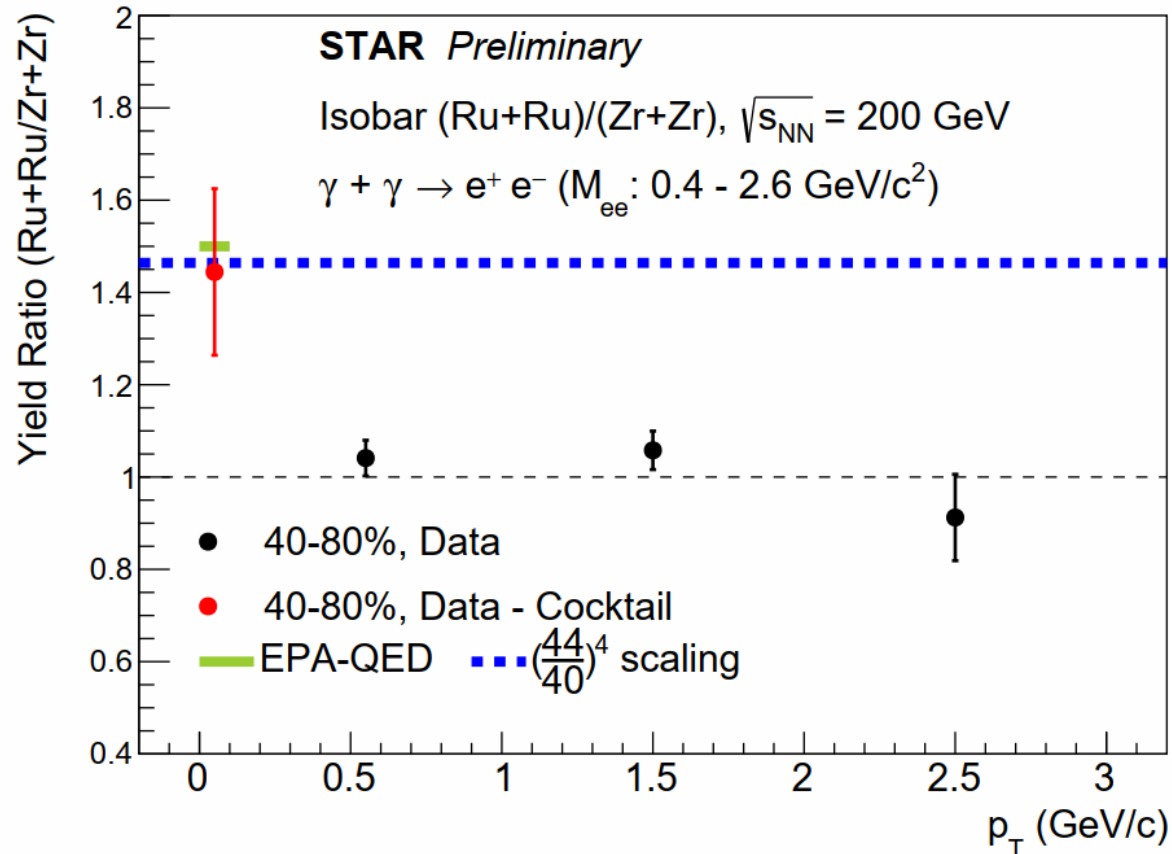 Yield Ratio (Ru+Ru/Zr+Zr)
2
1.8
1.6
1.4
1.2
1
0.8
0.6
0.4
STAR Preliminary
Isobar (Ru+Ru)/(Zr+Zr), √s_NN = 200 GeV
γ + γ → e⁺ e⁻ (M_ee: 0.4 - 2.6 GeV/c²)
40-80%, Data
40-80%, Data - Cocktail
EPA-QED (44/40)⁴ scaling
0 0.5 1 1.5 2 2.5 3
p_T (GeV/c)